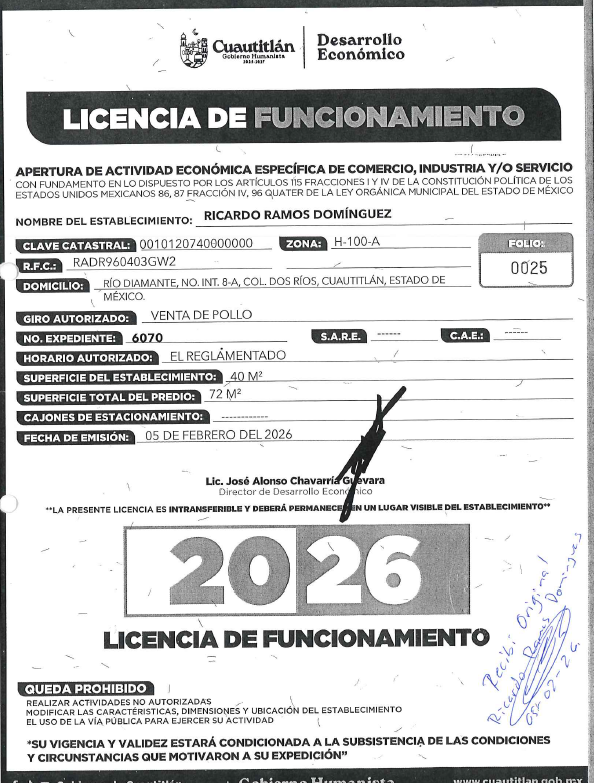 Cuautitlán
Gobierno Humanista
2025-2027
Desarrollo
Económico
LICENCIA DE FUNCIONAMIENTO
APERTURA DE ACTIVIDAD ECONÓMICA ESPECÍFICA DE COMERCIO, INDUSTRIA Y/O SERVICIO
CON FUNDAMENTO EN LO DISPUESTO POR LOS ARTÍCULOS 115 FRACCIONES I Y IV DE LA CONSTITUCIÓN POLÍTICA DE LOS
ESTADOS UNIDOS MEXICANOS 86, 87 FRACCIÓN IV, 96 QUATER DE LA LEY ORGÁNICA MUNICIPAL DEL ESTADO DE MÉXICO
NOMBRE DEL ESTABLECIMIENTO: RICARDO RAMOS DOMÍNGUEZ
CLAVE CATASTRAL: 0010120740000000 ZONA: H-100-A
FOLIO:
0025
R.F.C.: RADR960403GW2
DOMICILIO: RÍO DIAMANTE, NO. INT. 8-A, COL. DOS RÍOS, CUAUTITLÁN, ESTADO DE
MÉXICO.
GIRO AUTORIZADO: VENTA DE POLLO
NO. EXPEDIENTE: 6070 S.A.R.E. ------ C.A.E.: ------
HORARIO AUTORIZADO: EL REGLAMENTADO
SUPERFICIE DEL ESTABLECIMIENTO: 40 M²
SUPERFICIE TOTAL DEL PREDIO: 72 M²
CAJONES DE ESTACIONAMIENTO: ------------
FECHA DE EMISIÓN: 05 DE FEBRERO DEL 2026
Lic. José Alonso Chavarría Guevara
Director de Desarrollo Económico
**LA PRESENTE LICENCIA ES INTRANSFERIBLE Y DEBERÁ PERMANECER EN UN LUGAR VISIBLE DEL ESTABLECIMIENTO**
2026
LICENCIA DE FUNCIONAMIENTO
Recibi Original
Ricardo Ramos Domingues
QUEDA PROHIBIDO
REALIZAR ACTIVIDADES NO AUTORIZADAS
MODIFICAR LAS CARACTERÍSTICAS, DIMENSIONES Y UBICACIÓN DEL ESTABLECIMIENTO
EL USO DE LA VÍA PÚBLICA PARA EJERCER SU ACTIVIDAD
"SU VIGENCIA Y VALIDEZ ESTARÁ CONDICIONADA A LA SUBSISTENCIA DE LAS CONDICIONES
Y CIRCUNSTANCIAS QUE MOTIVARON A SU EXPEDICIÓN"
Gobierno Humanista
www.cuautitlan.gob.mx